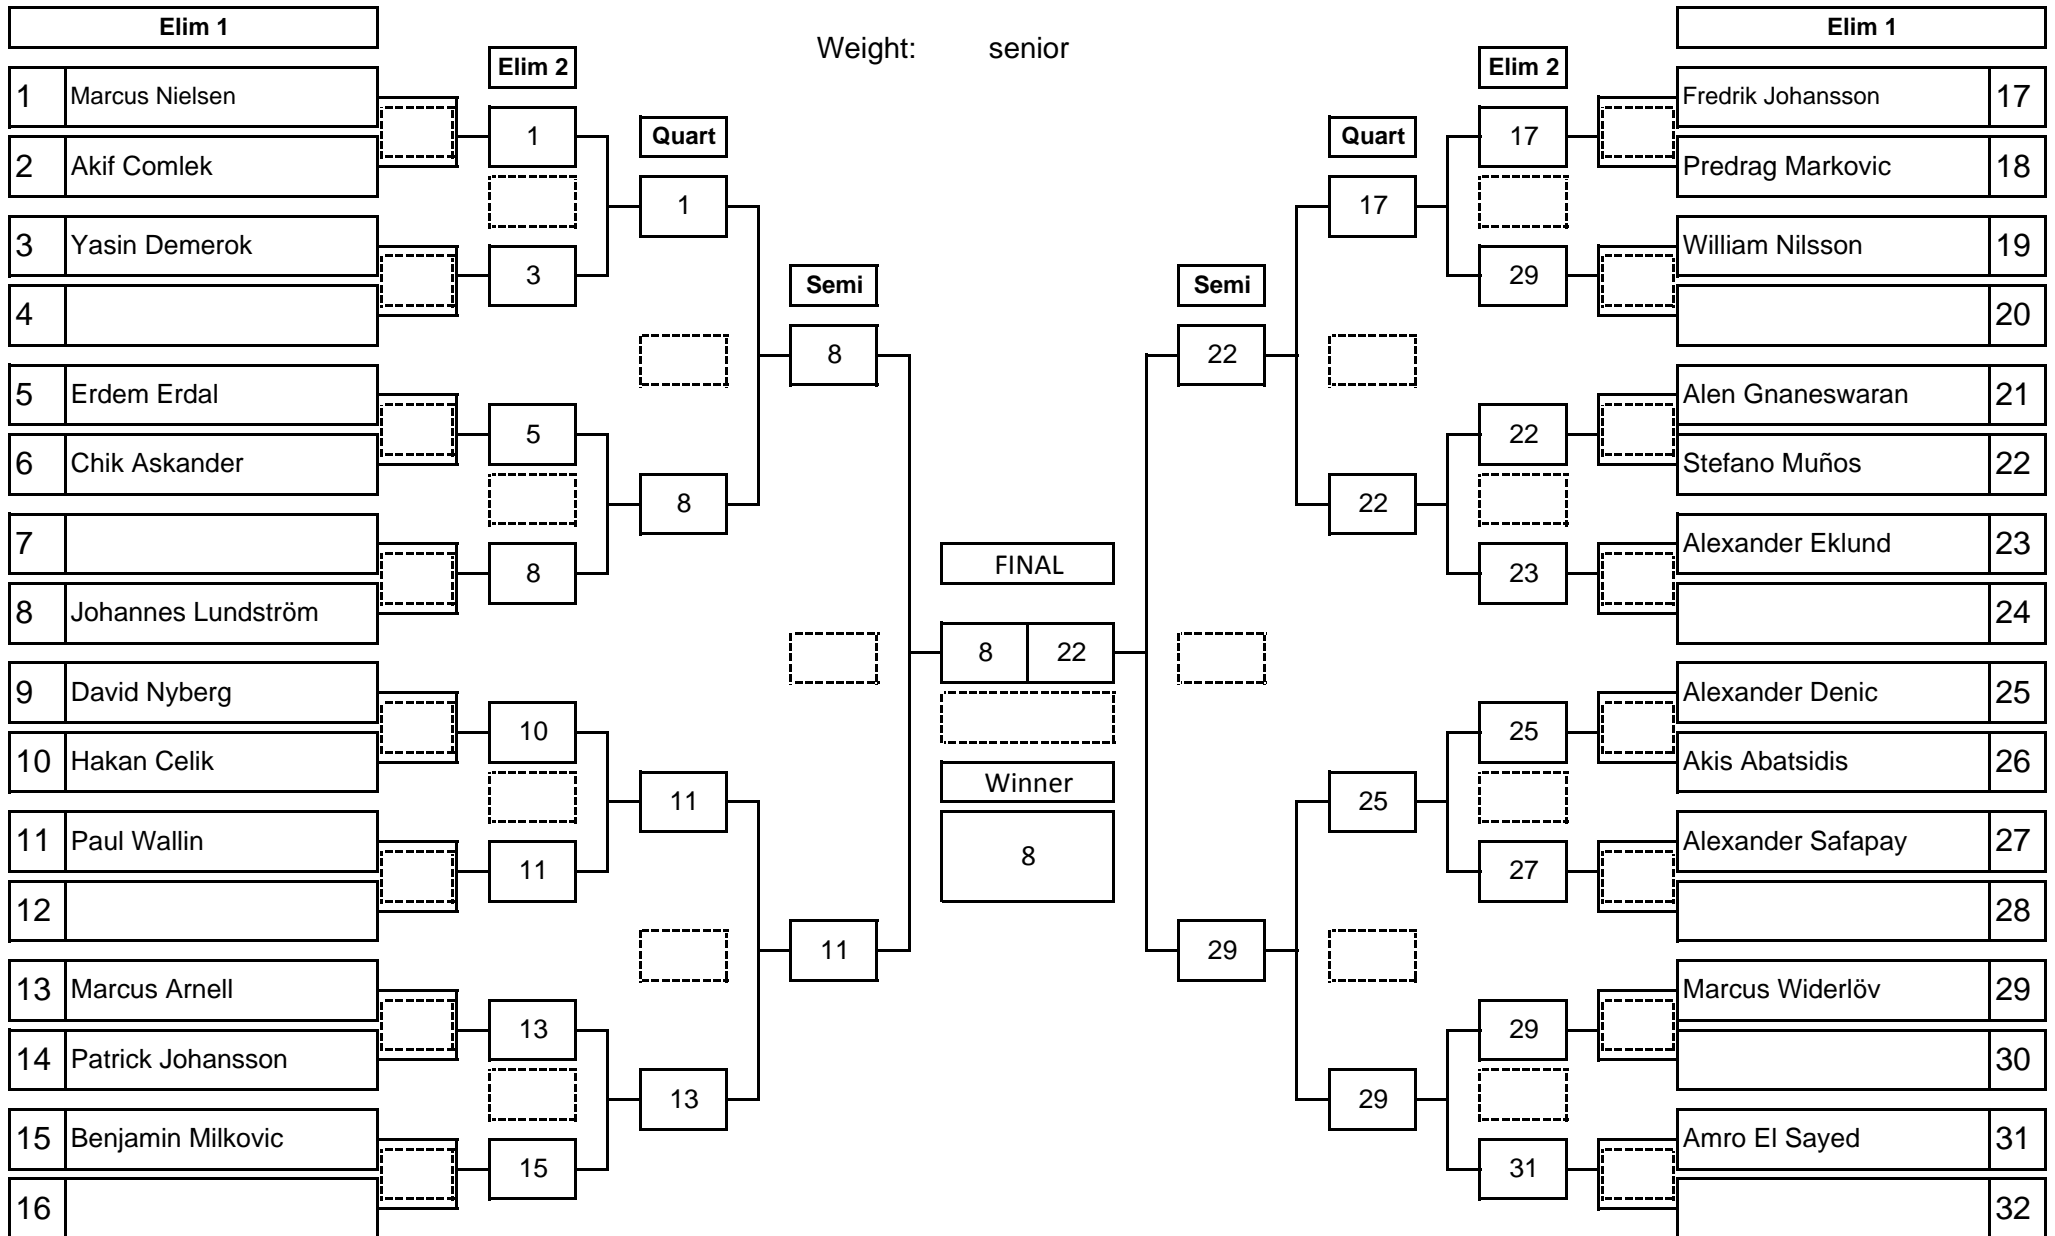 Elim 1
Elim 1
Weight: senior
Elim 2
Elim 2
1 Marcus Nielsen
Fredrik Johansson 17
1
Quart
Quart
17
2 Akif Comlek
Predrag Markovic 18
1
17
3 Yasin Demerok
William Nilsson 19
3
Semi
Semi
29
4
20
8
22
5 Erdem Erdal
Alen Gnaneswaran 21
5
22
6 Chik Askander
Stefano Muños 22
8
22
7
Alexander Eklund 23
8
FINAL
23
8 Johannes Lundström
24
8 22
9 David Nyberg
Alexander Denic 25
10
25
10 Hakan Celik
Akis Abatsidis 26
Winner
11
25
11 Paul Wallin
Alexander Safapay 27
8
11
27
12
28
11
29
13 Marcus Arnell
Marcus Widerlöv 29
13
29
14 Patrick Johansson
30
13
29
15 Benjamin Milkovic
Amro El Sayed 31
15
31
16
32